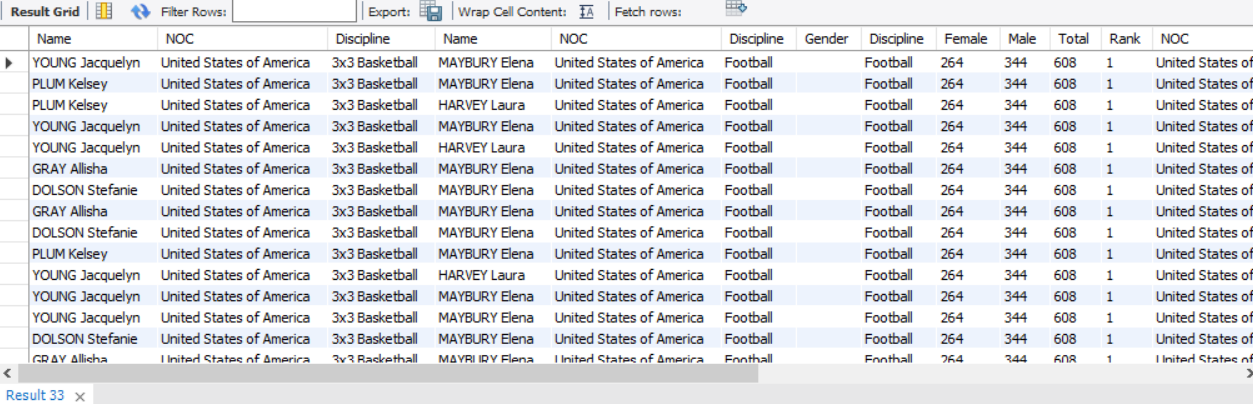 Result Grid Filter Rows: Export: Wrap Cell Content: Fetch rows:
Name NOC Discipline Name NOC Discipline Gender Discipline Female Male Total Rank NOC
YOUNG Jacquelyn United States of America 3x3 Basketball MAYBURY Elena United States of America Football Football 264 344 608 1 United States of
PLUM Kelsey United States of America 3x3 Basketball MAYBURY Elena United States of America Football Football 264 344 608 1 United States of
PLUM Kelsey United States of America 3x3 Basketball HARVEY Laura United States of America Football Football 264 344 608 1 United States of
YOUNG Jacquelyn United States of America 3x3 Basketball MAYBURY Elena United States of America Football Football 264 344 608 1 United States of
YOUNG Jacquelyn United States of America 3x3 Basketball HARVEY Laura United States of America Football Football 264 344 608 1 United States of
GRAY Allisha United States of America 3x3 Basketball MAYBURY Elena United States of America Football Football 264 344 608 1 United States of
DOLSON Stefanie United States of America 3x3 Basketball MAYBURY Elena United States of America Football Football 264 344 608 1 United States of
GRAY Allisha United States of America 3x3 Basketball MAYBURY Elena United States of America Football Football 264 344 608 1 United States of
DOLSON Stefanie United States of America 3x3 Basketball MAYBURY Elena United States of America Football Football 264 344 608 1 United States of
PLUM Kelsey United States of America 3x3 Basketball MAYBURY Elena United States of America Football Football 264 344 608 1 United States of
YOUNG Jacquelyn United States of America 3x3 Basketball HARVEY Laura United States of America Football Football 264 344 608 1 United States of
YOUNG Jacquelyn United States of America 3x3 Basketball MAYBURY Elena United States of America Football Football 264 344 608 1 United States of
YOUNG Jacquelyn United States of America 3x3 Basketball MAYBURY Elena United States of America Football Football 264 344 608 1 United States of
DOLSON Stefanie United States of America 3x3 Basketball MAYBURY Elena United States of America Football Football 264 344 608 1 United States of
GRAY Allisha United States of America 3x3 Basketball MAYBURY Elena United States of America Football Football 264 344 608 1 United States of
Result 33